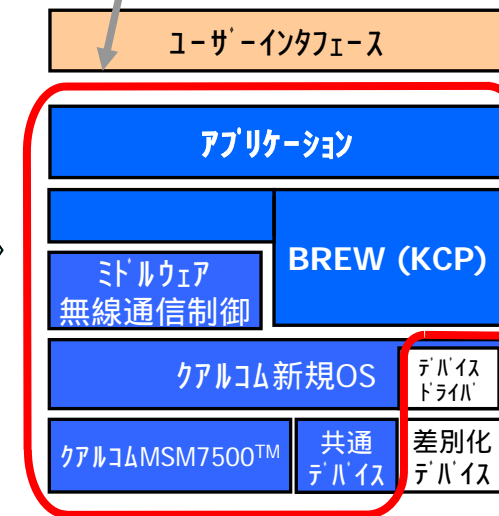 ﾕｰｻﾞｰｲﾝﾀﾌｪｰｽ
ｱﾌﾟﾘｹｰｼｮﾝ
BREW (KCP)
ﾐﾄﾞﾙｳｪｱ
無線通信制御
ｸｱﾙｺﾑ新規OS
ﾃﾞﾊﾞｲｽ
ﾄﾞﾗｲﾊﾞ
ｸｱﾙｺﾑMSM7500™
共通
ﾃﾞﾊﾞｲｽ
差別化
ﾃﾞﾊﾞｲｽ